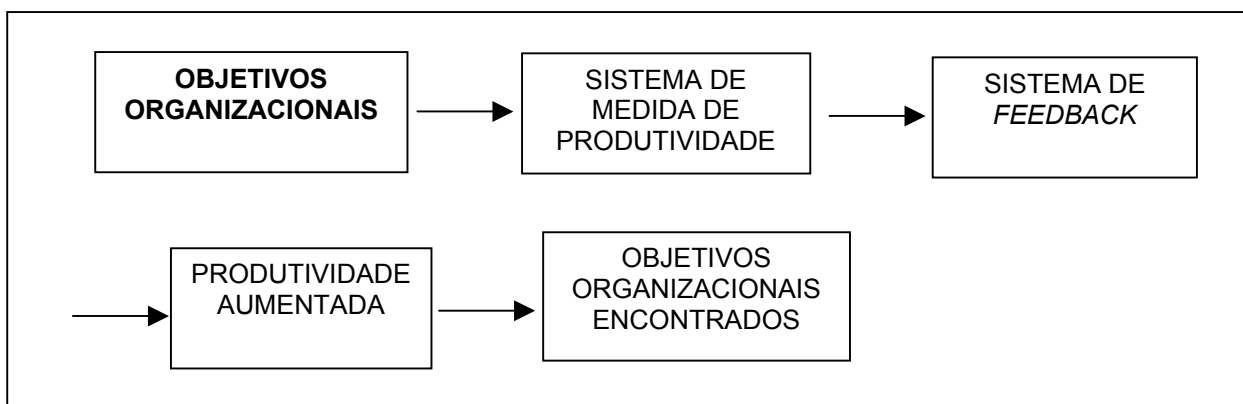 OBJETIVOS
ORGANIZACIONAIS
SISTEMA DE
MEDIDA DE
PRODUTIVIDADE
SISTEMA DE
FEEDBACK
PRODUTIVIDADE
AUMENTADA
OBJETIVOS
ORGANIZACIONAIS
ENCONTRADOS